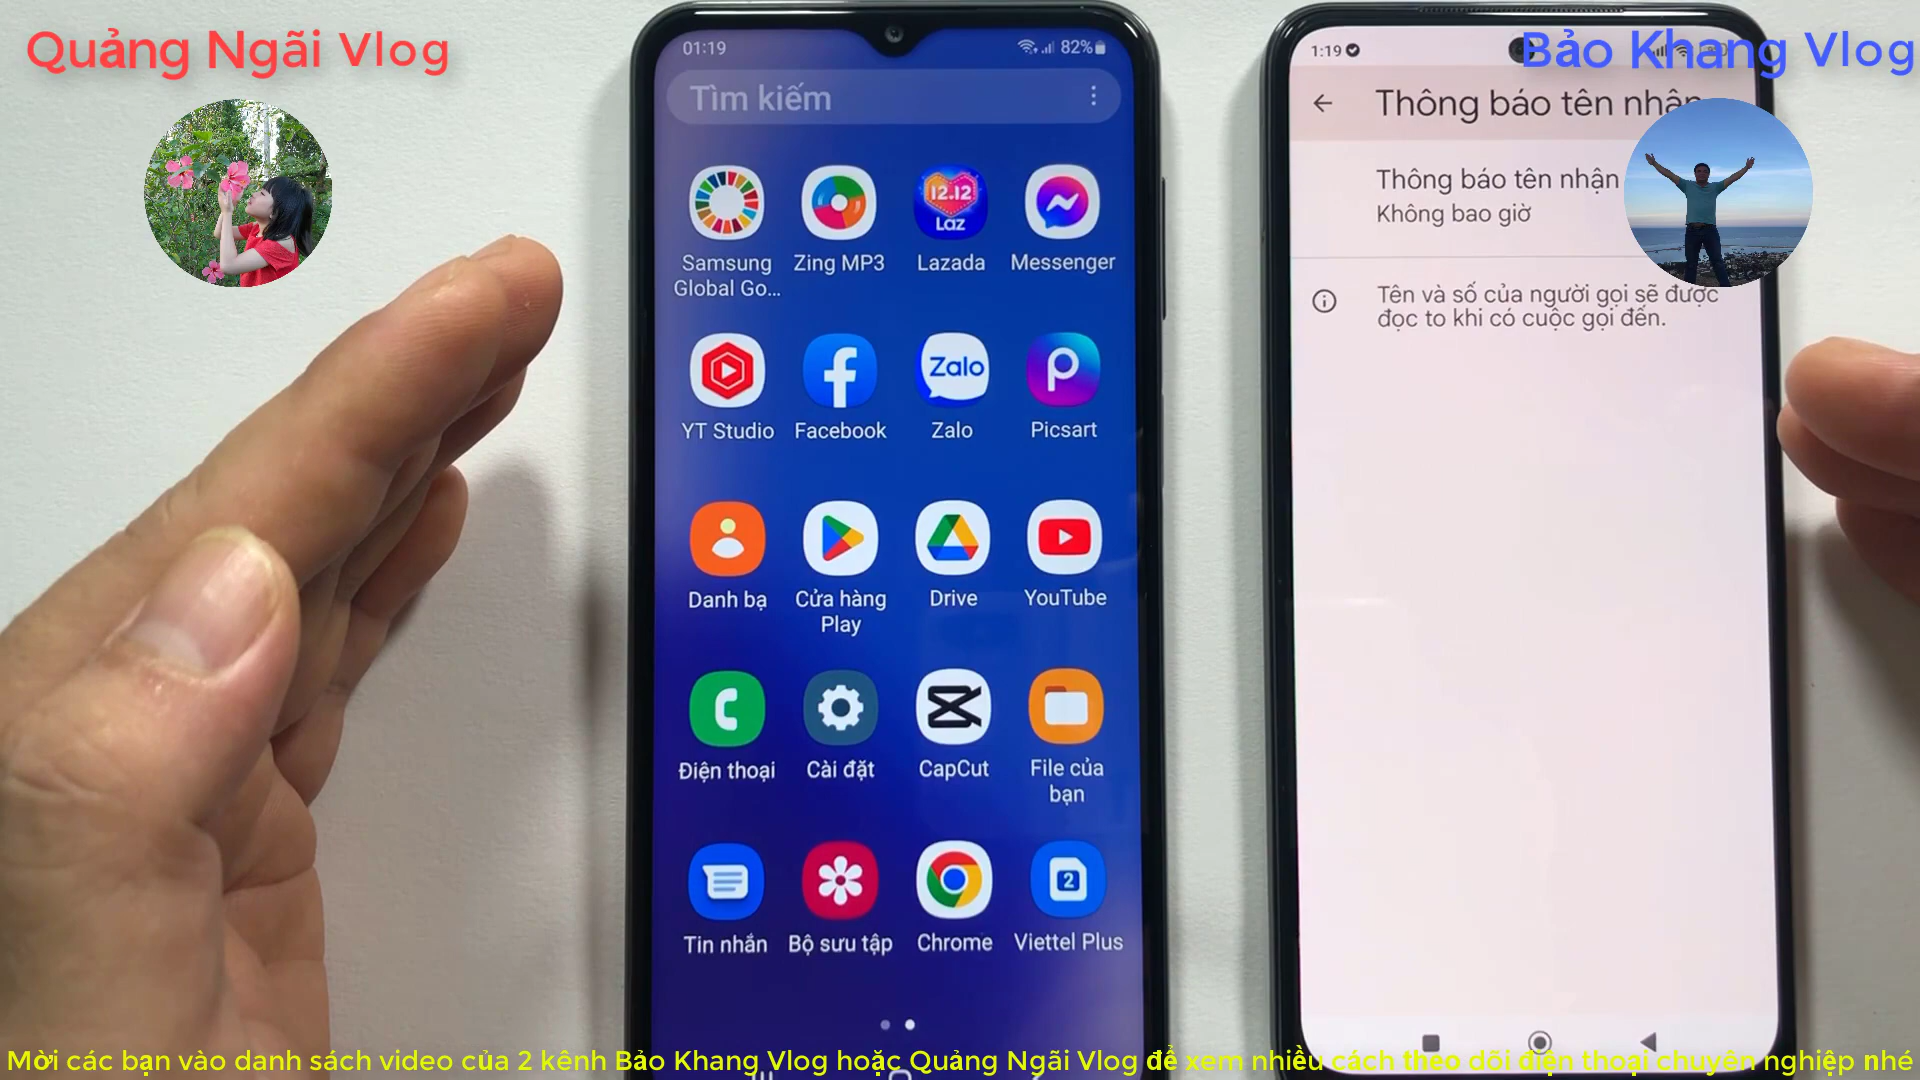 Quảng Ngãi Vlog
Bảo Khang Vlog
01:19
82%
Tìm kiếm
Samsung
Global Go...
Zing MP3
12.12
Laz
Lazada
Messenger
YT Studio
Facebook
Zalo
Zalo
Picsart
Danh bạ
Cửa hàng
Play
Drive
YouTube
Điện thoại
Cài đặt
CapCut
File của
bạn
Tin nhắn
Bộ sưu tập
Chrome
2
Viettel Plus
1:19
Thông báo tên nhận
Thông báo tên nhận
Không bao giờ
Tên và số của người gọi sẽ được
đọc to khi có cuộc gọi đến.
Mời các bạn vào danh sách video của 2 kênh Bảo Khang Vlog hoặc Quảng Ngãi Vlog để xem nhiều cách theo dõi điện thoại chuyên nghiệp nhé